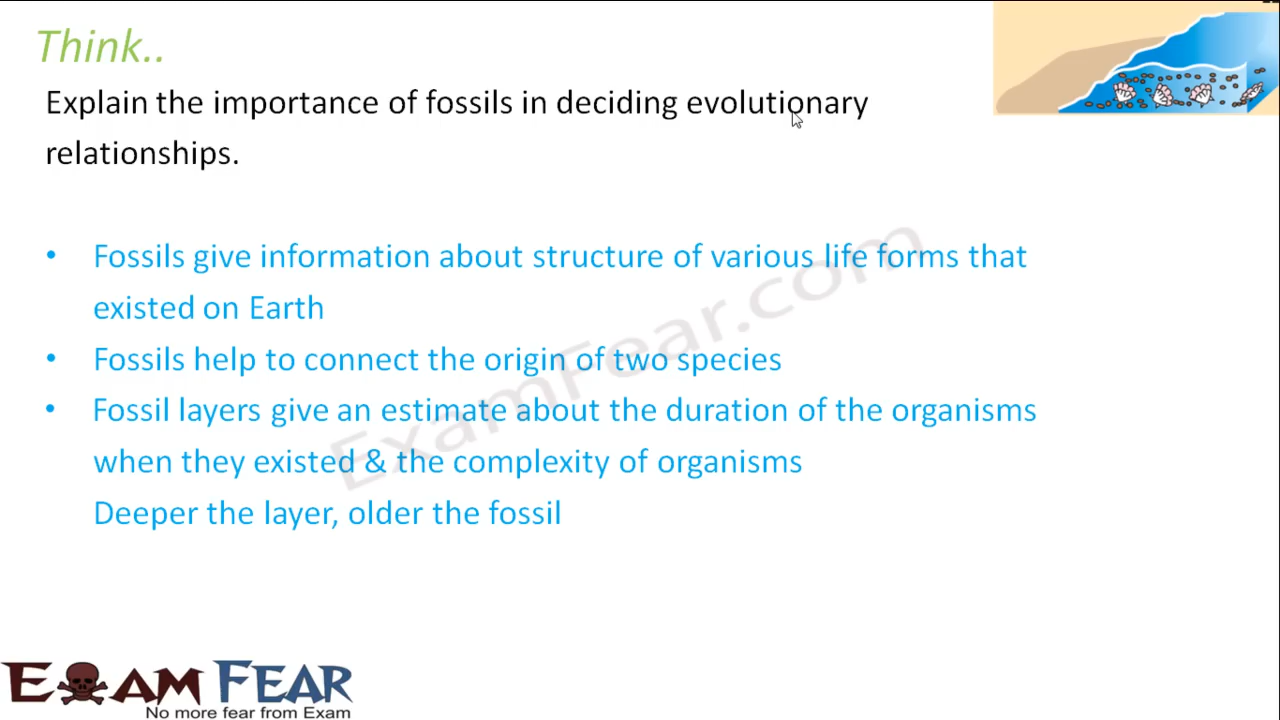 Think..
Explain the importance of fossils in deciding evolutionary
relationships.
• Fossils give information about structure of various life forms that
existed on Earth
• Fossils help to connect the origin of two species
• Fossil layers give an estimate about the duration of the organisms
when they existed & the complexity of organisms
Deeper the layer, older the fossil
ExamFear.com
EXAM FEAR
No more fear from Exam